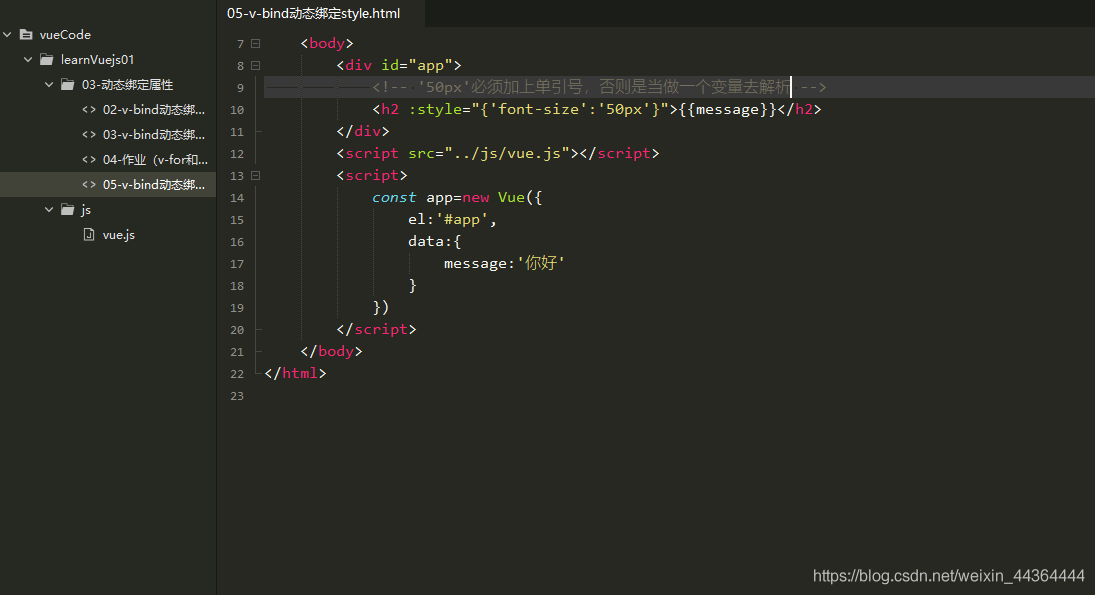 05-v-bind动态绑定style.html
vueCode
learnVuejs01
03-动态绑定属性
02-v-bind动态绑...
03-v-bind动态绑...
04-作业（v-for和...
05-v-bind动态绑...
js
vue.js
7 <body>
8 <div id="app">
9 <!-- '50px'必须加上单引号，否则是当做一个变量去解析 -->
10 <h2 :style="{'font-size':'50px'}">{{message}}</h2>
11 </div>
12 <script src="../js/vue.js"></script>
13 <script>
14 const app=new Vue({
15 el:'#app',
16 data:{
17 message:'你好'
18 }
19 })
20 </script>
21 </body>
22 </html>
23
https://blog.csdn.net/weixin_44364444